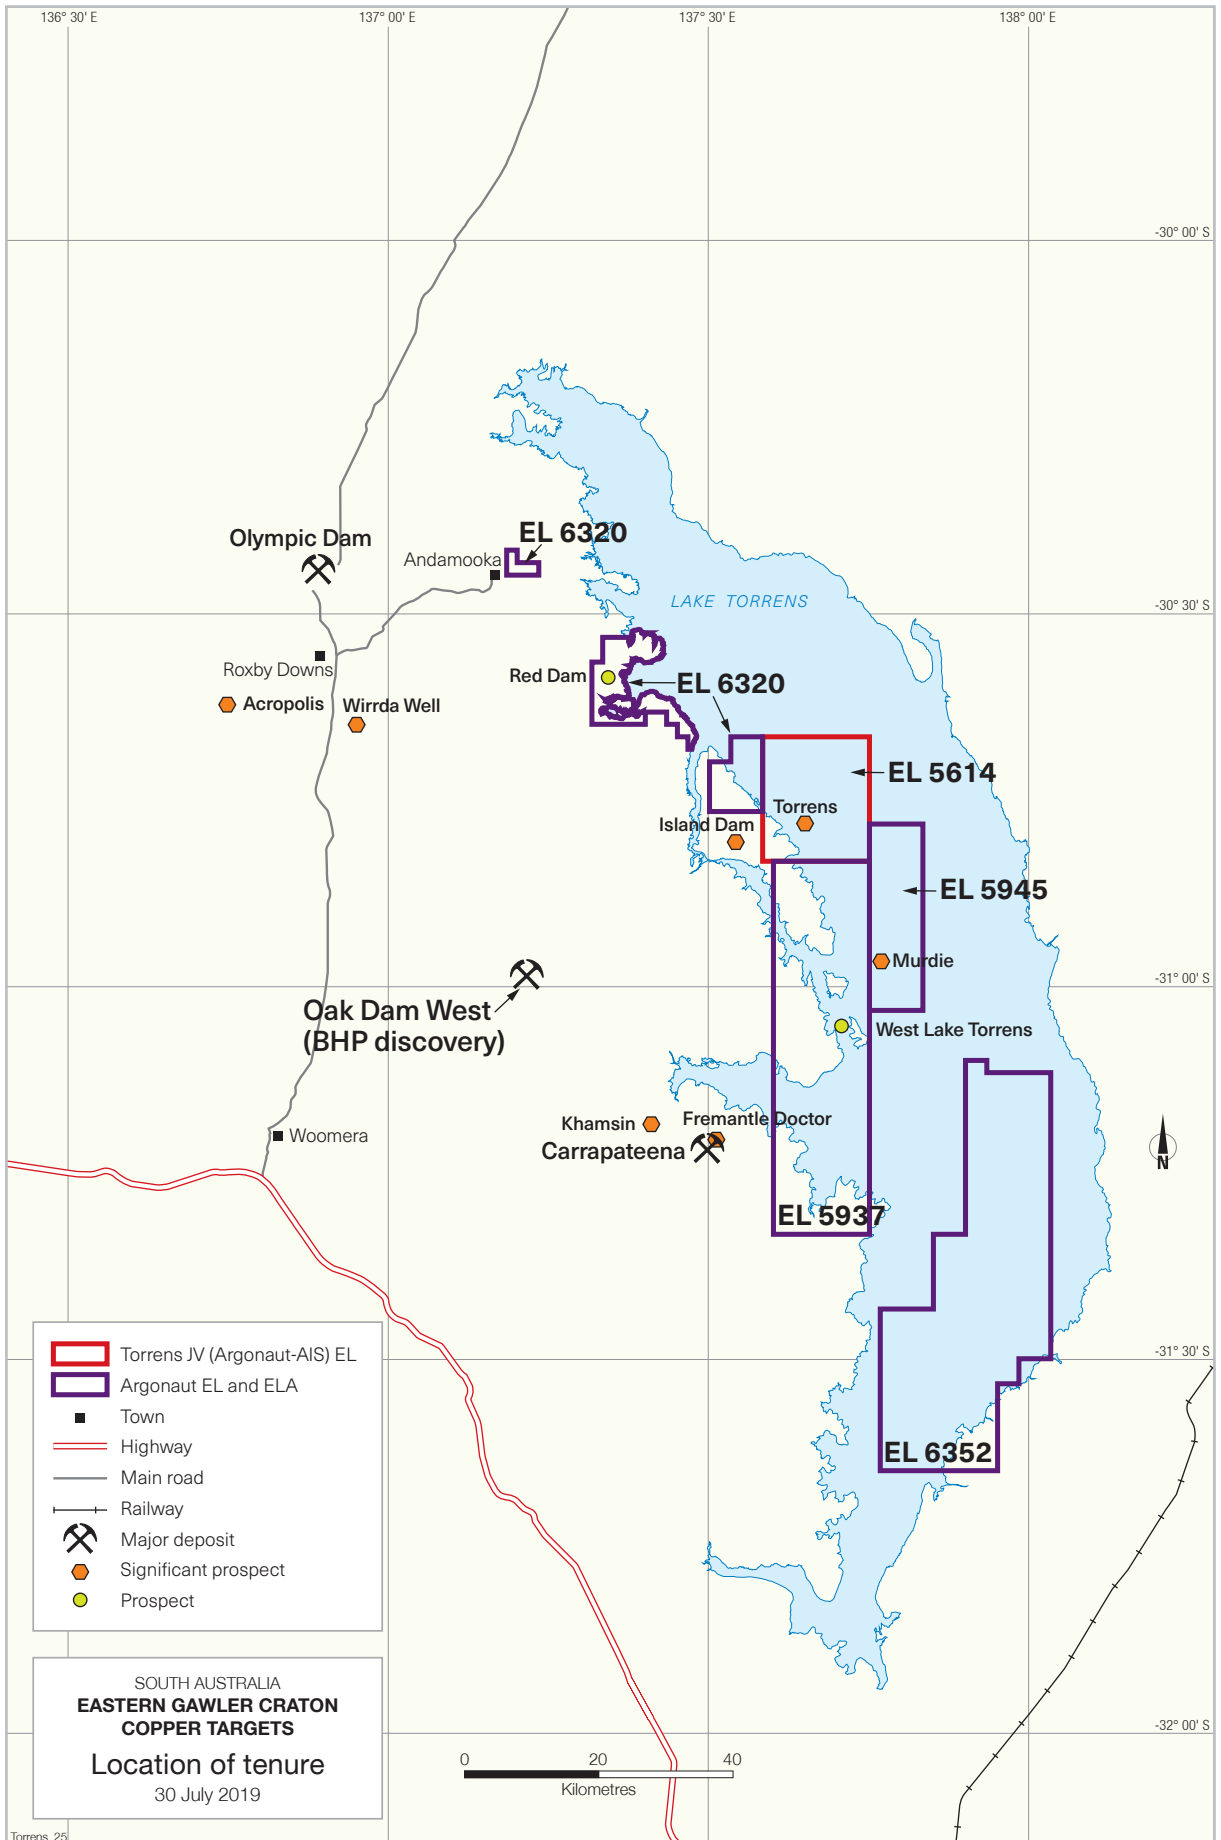 136° 30' E
137° 00' E
137° 30' E
138° 00' E
-30° 00' S
Olympic Dam
EL 6320
Andamooka
LAKE TORRENS
-30° 30' S
Roxby Downs
Red Dam
EL 6320
Acropolis
Wirrda Well
EL 5614
Torrens
Island Dam
EL 5945
Murdie
-31° 00' S
Oak Dam West
(BHP discovery)
West Lake Torrens
Khamsin
Fremantle Doctor
Woomera
Carrapateena
N
EL 5937
-31° 30' S
EL 6352
Torrens JV (Argonaut-AIS) EL
Argonaut EL and ELA
Town
Highway
Main road
Railway
Major deposit
Significant prospect
Prospect
SOUTH AUSTRALIA
EASTERN GAWLER CRATON
COPPER TARGETS
Location of tenure
30 July 2019
-32° 00' S
0 20 40
Kilometres
Torrens_25